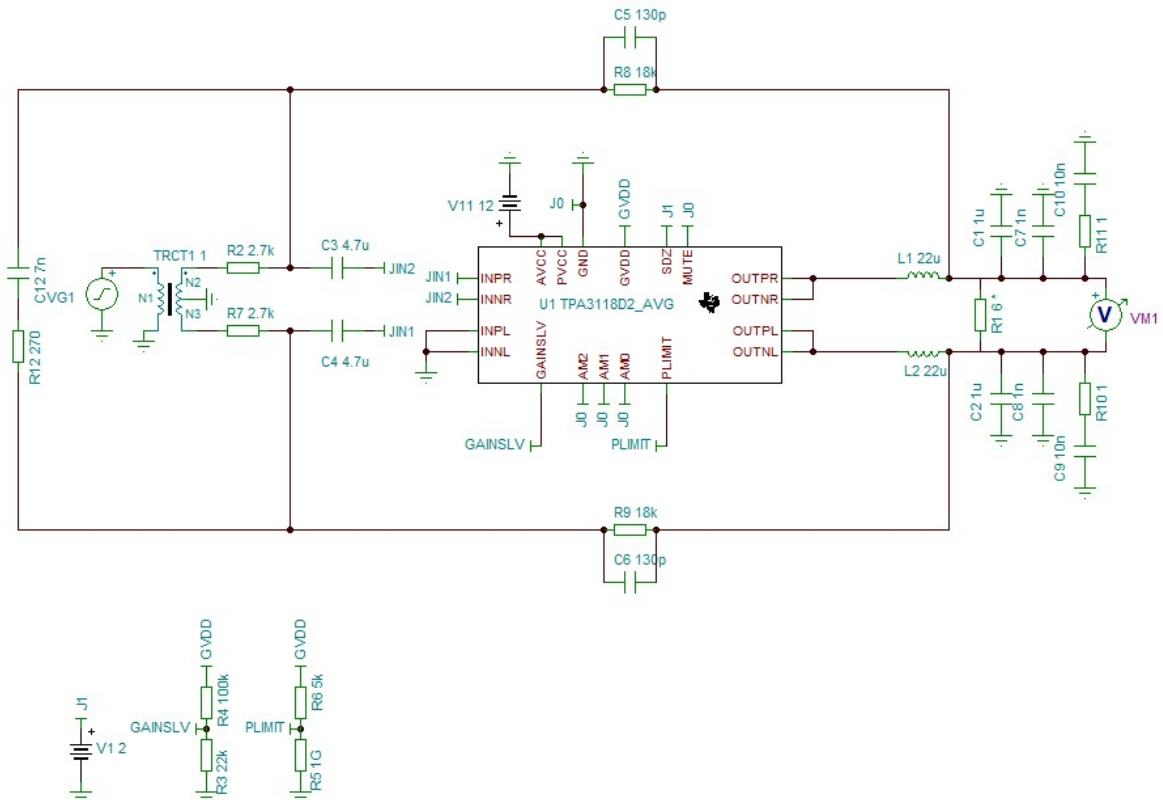 C5 130p
R8 18k
V11 12
J0
GVDD
J1
J0
C10 10n
C1 1u
C7 1n
R11 1
C12 7n
VG1
TRCT1 1
N1
N2
N3
R2 2.7k
C3 4.7u
JIN2
JIN1
JIN2
INPR
INNR
INPL
INNL
AVCC
PVCC
GND
GVDD
SDZ
MUTE
U1 TPA3118D2_AVG
OUTPR
OUTNR
OUTPL
OUTNL
L1 22u
R1 6*
+
V
VM1
R7 2.7k
C4 4.7u
JIN1
GAINSLV
AM2
AM1
AM0
PLIMIT
L2 22u
R12 270
C2 1u
C8 1n
R10 1
C9 10n
J0
J0
J0
GAINSLV
PLIMIT
R9 18k
C6 130p
GVDD
GVDD
J1
+
V1 2
R4 100k
GAINSLV
R3 22k
R6 5k
PLIMIT
R5 1G